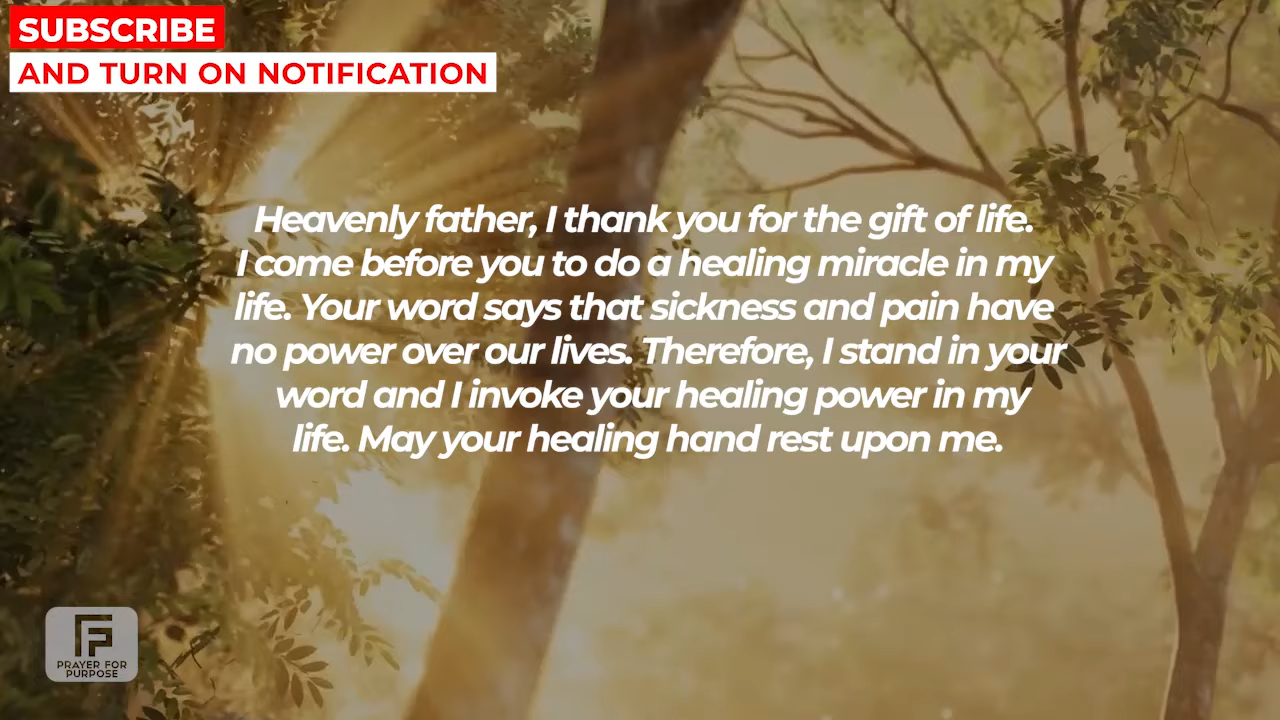 SUBSCRIBE
AND TURN ON NOTIFICATION
Heavenly father, I thank you for the gift of life.
I come before you to do a healing miracle in my
life. Your word says that sickness and pain have
no power over our lives. Therefore, I stand in your
word and I invoke your healing power in my
life. May your healing hand rest upon me.
PRAYER FOR
PURPOSE